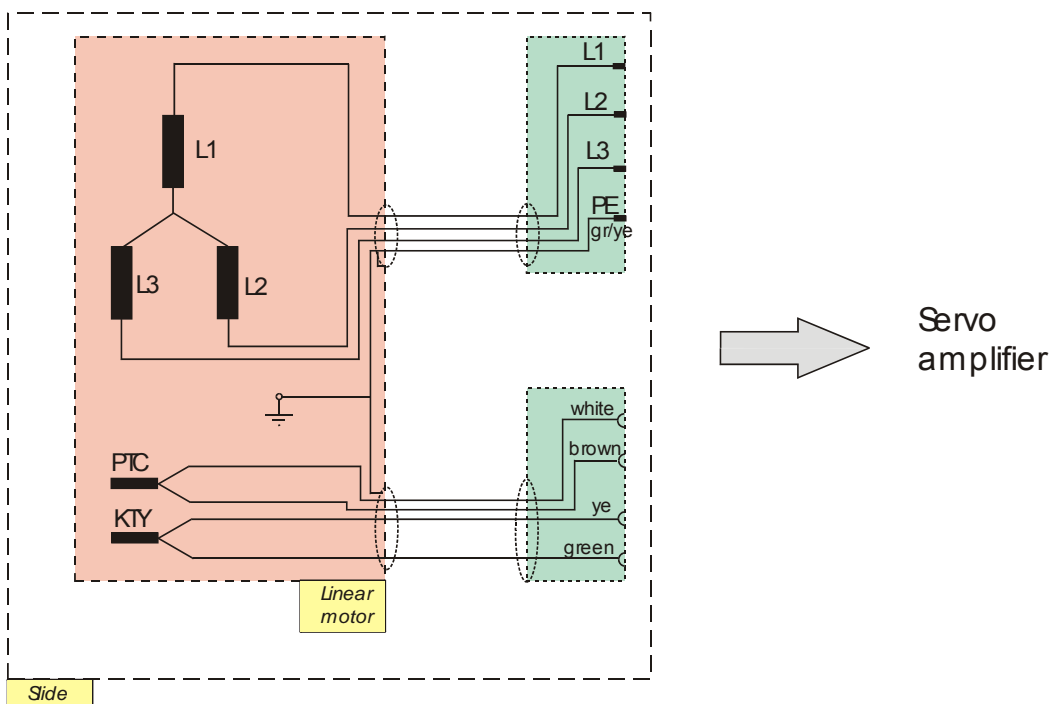 L1
L2
L3
PE
gr/ye
L1
L3
L2
Servo
amplifier
white
brown
ye
green
PTC
KTY
Linear
motor
Slide